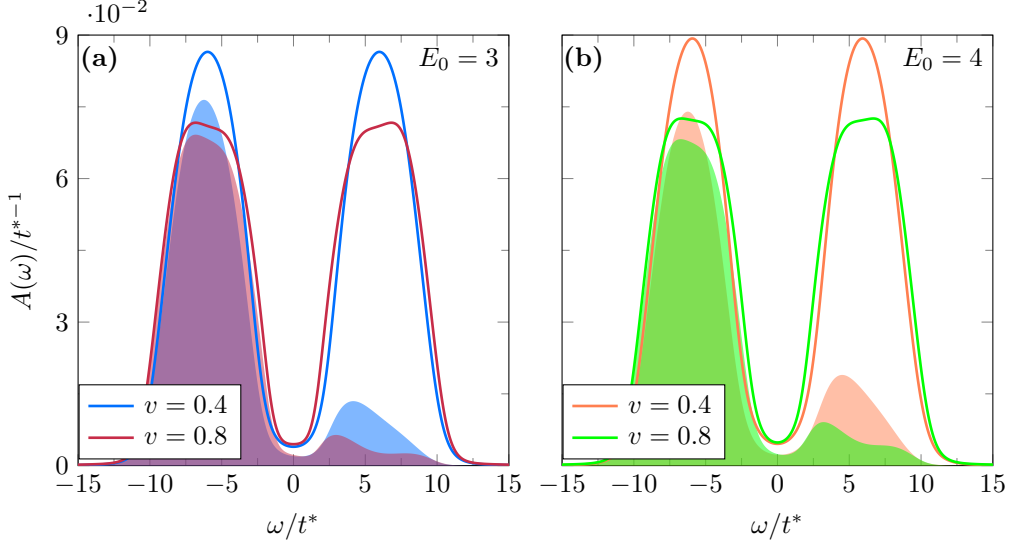 ·10−2
(a) E0 = 3
(b) E0 = 4
9
6
3
0
A(ω)/t∗−1
v = 0.4
v = 0.8
v = 0.4
v = 0.8
−15 −10 −5 0 5 10 15
−15 −10 −5 0 5 10 15
ω/t∗
ω/t∗